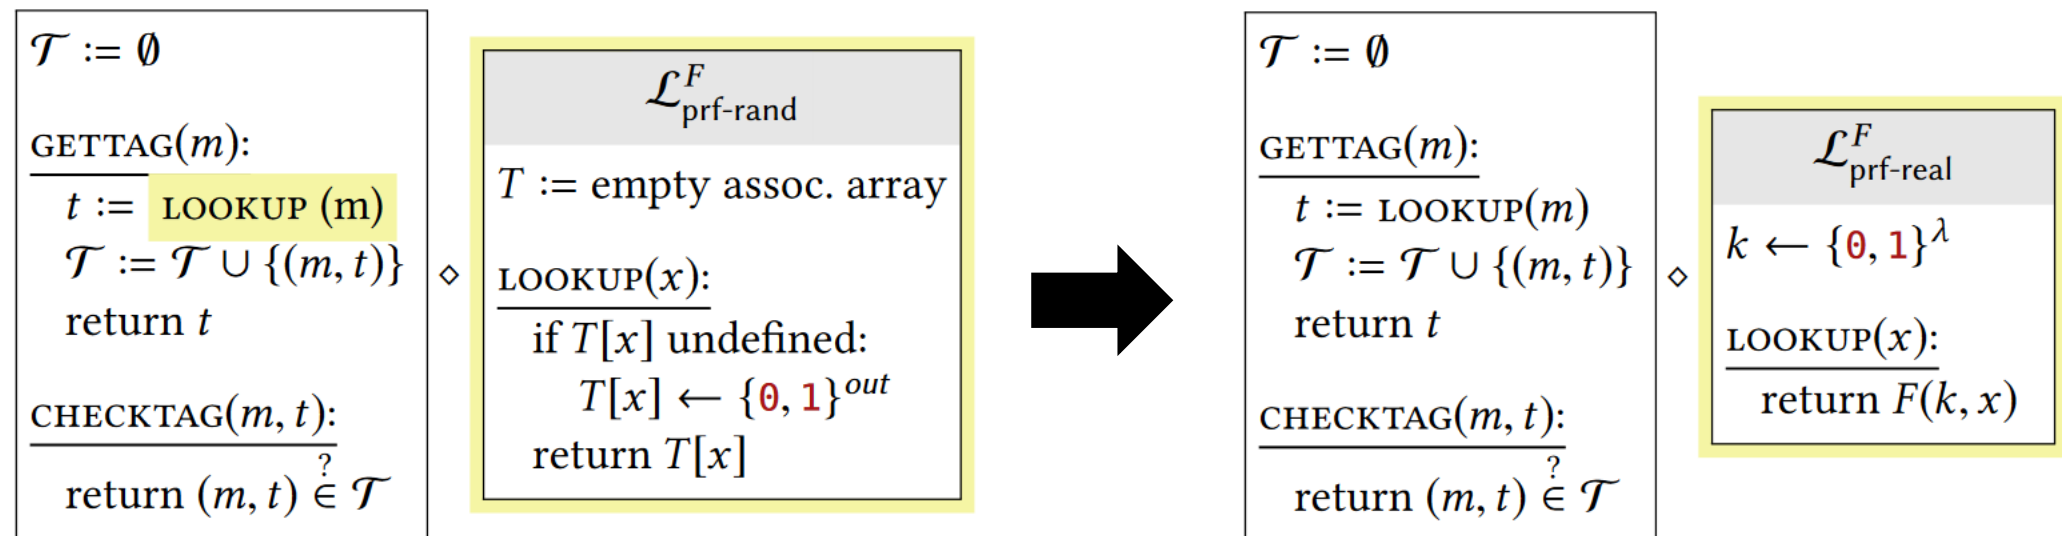 𝒯 := ∅
GETTAG(m):
t := LOOKUP (m)
𝒯 := 𝒯 ∪ {(m, t)}
return t
CHECKTAG(m, t):
return (m, t) ∈? 𝒯
⋄
ℒ^F_prf-rand
T := empty assoc. array
LOOKUP(x):
if T[x] undefined:
T[x] ← {0, 1}^out
return T[x]
𝒯 := ∅
GETTAG(m):
t := LOOKUP(m)
𝒯 := 𝒯 ∪ {(m, t)}
return t
CHECKTAG(m, t):
return (m, t) ∈? 𝒯
⋄
ℒ^F_prf-real
k ← {0, 1}^λ
LOOKUP(x):
return F(k, x)